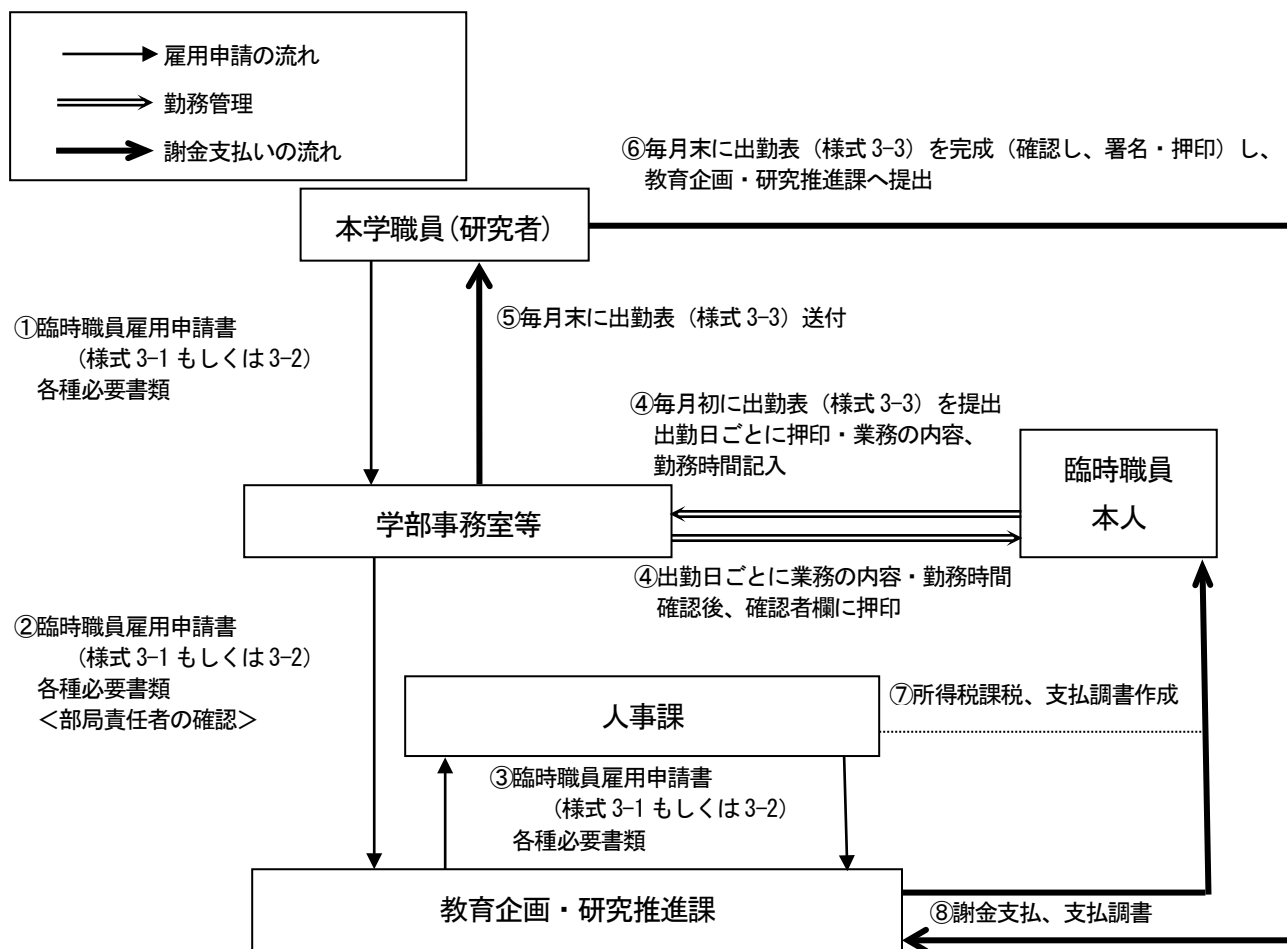 雇用申請の流れ
勤務管理
謝金支払いの流れ
⑥毎月末に出勤表（様式 3-3）を完成（確認し、署名・押印）し、
教育企画・研究推進課へ提出
本学職員（研究者）
①臨時職員雇用申請書
（様式 3-1 もしくは 3-2）
各種必要書類
⑤毎月末に出勤表（様式 3-3）送付
④毎月初に出勤表（様式 3-3）を提出
出勤日ごとに押印・業務の内容、
勤務時間記入
臨時職員
本人
学部事務室等
④出勤日ごとに業務の内容・勤務時間
確認後、確認者欄に押印
②臨時職員雇用申請書
（様式 3-1 もしくは 3-2）
各種必要書類
＜部局責任者の確認＞
人事課
⑦所得税課税、支払調書作成
③臨時職員雇用申請書
（様式 3-1 もしくは 3-2）
各種必要書類
教育企画・研究推進課
⑧謝金支払、支払調書